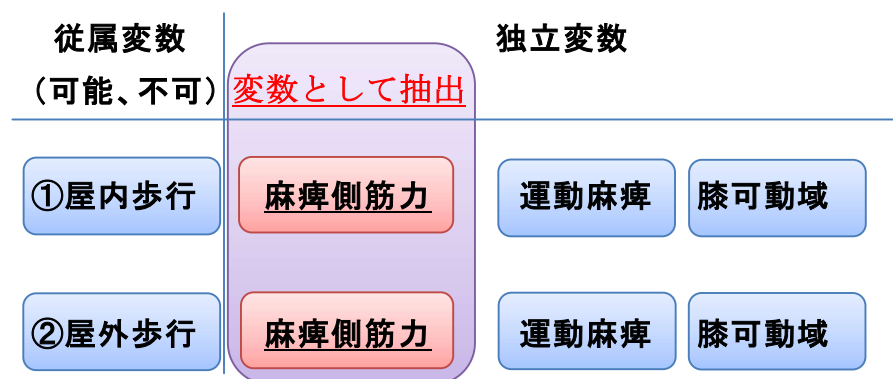 従属変数
（可能、不可）
独立変数
変数として抽出
①屋内歩行 麻痺側筋力 運動麻痺 膝可動域
②屋外歩行 麻痺側筋力 運動麻痺 膝可動域